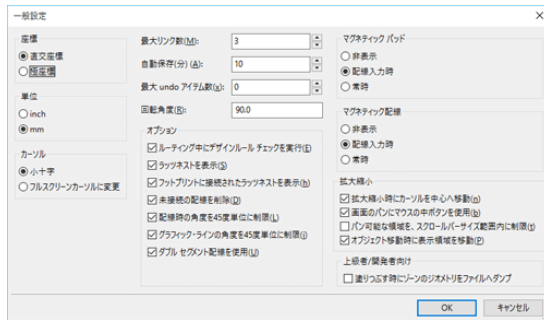 一般設定
座標
直交座標
極座標
単位
inch
mm
カーソル
小十字
フルスクリーンカーソルに変更
最大リンク数(M):
3
自動保存(分) (A):
10
最大 undo アイテム数(x):
0
回転角度(R):
90.0
オプション
ルーティング中にデザインルール チェックを実行(E)
ラッツネストを表示(S)
フットプリントに接続されたラッツネストを表示(h)
未接続の配線を削除(D)
配線時の角度を45度単位に制限(L)
グラフィック・ラインの角度を45度単位に制限(i)
ダブル セグメント配線を使用(U)
マグネティック パッド
非表示
配線入力時
常時
マグネティック配線
非表示
配線入力時
常時
拡大縮小
拡大縮小時にカーソルを中心へ移動(n)
画面のパンにマウスの中ボタンを使用(b)
パン可能な領域を、スクロールバーサイズ範囲内に制限(t)
オブジェクト移動時に表示領域を移動(P)
上級者/開発者向け
塗りつぶす時にゾーンのジオメトリをファイルへダンプ
OK
キャンセル